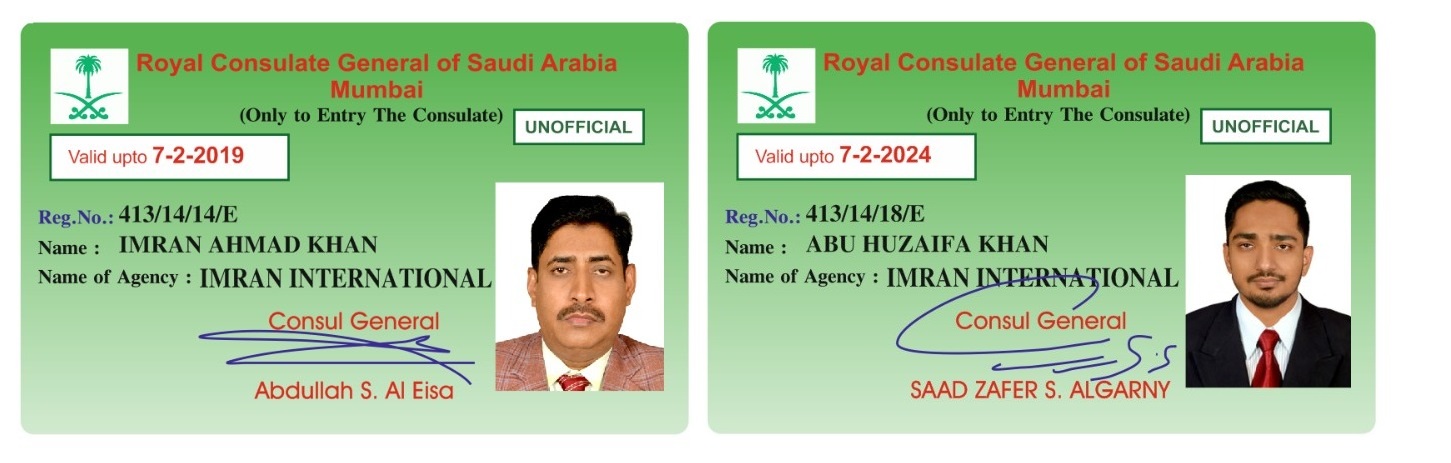 Royal Consulate General of Saudi Arabia
Mumbai
(Only to Entry The Consulate)
UNOFFICIAL
Valid upto 7-2-2019
Reg.No.: 413/14/14/E
Name : IMRAN AHMAD KHAN
Name of Agency : IMRAN INTERNATIONAL
Consul General
Abdullah S. Al Eisa
Royal Consulate General of Saudi Arabia
Mumbai
(Only to Entry The Consulate)
UNOFFICIAL
Valid upto 7-2-2024
Reg.No.: 413/14/18/E
Name : ABU HUZAIFA KHAN
Name of Agency : IMRAN INTERNATIONAL
Consul General
SAAD ZAFER S. ALGARNY